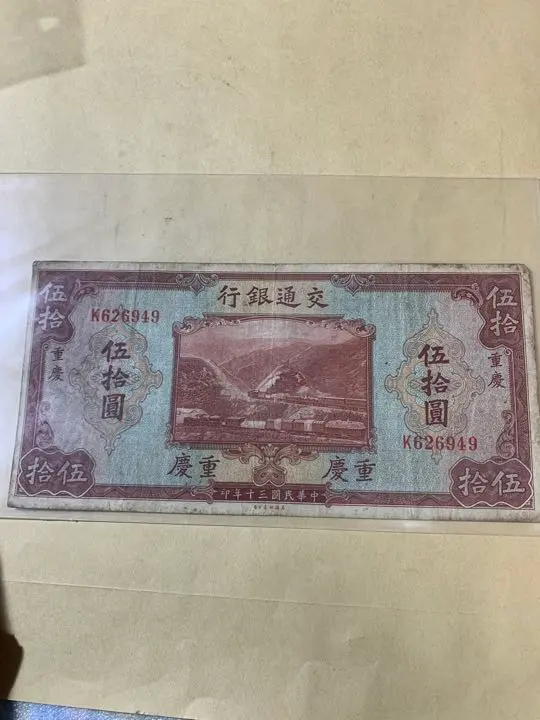 行銀通交
伍拾
伍拾
K626949
重慶
重慶
伍拾圓
伍拾圓
K626949
慶重
慶重
拾伍
拾伍
印年十三國民華中